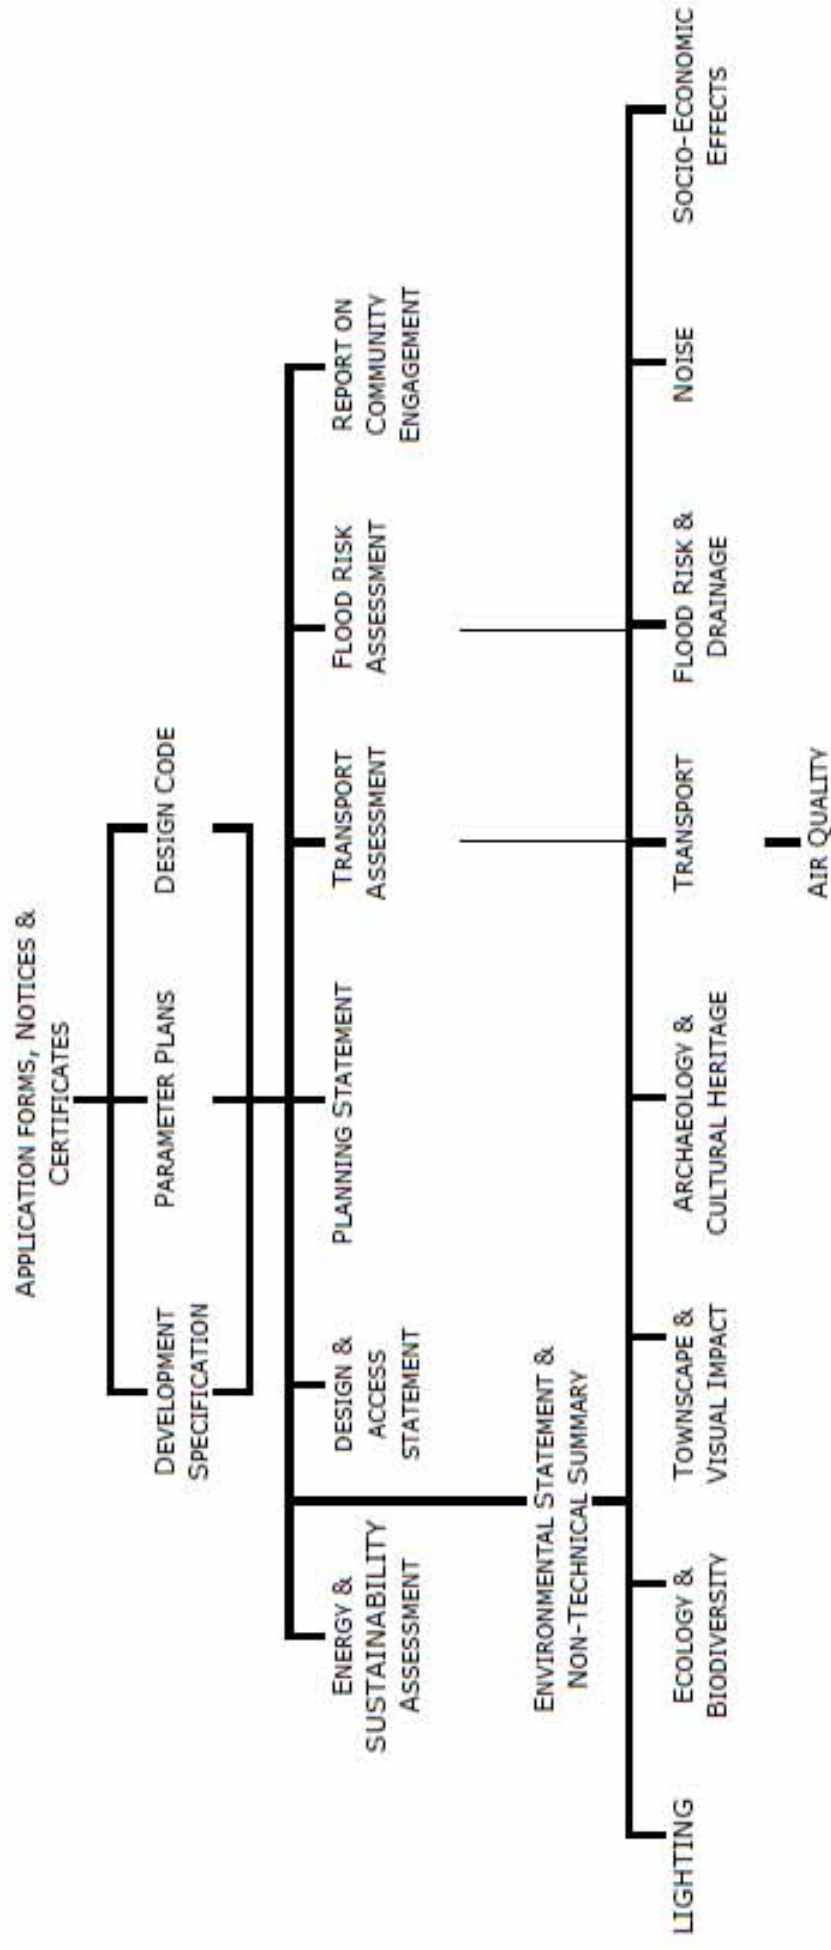 APPLICATION FORMS, NOTICES &
CERTIFICATES
DEVELOPMENT
SPECIFICATION
PARAMETER PLANS
DESIGN CODE
ENERGY &
SUSTAINABILITY
ASSESSMENT
DESIGN &
ACCESS
STATEMENT
PLANNING STATEMENT
TRANSPORT
ASSESSMENT
FLOOD RISK
ASSESSMENT
REPORT ON
COMMUNITY
ENGAGEMENT
ENVIRONMENTAL STATEMENT &
NON-TECHNICAL SUMMARY
LIGHTING
ECOLOGY &
BIODIVERSITY
TOWNSCAPE &
VISUAL IMPACT
ARCHAEOLOGY &
CULTURAL HERITAGE
TRANSPORT
FLOOD RISK &
DRAINAGE
NOISE
SOCIO-ECONOMIC
EFFECTS
AIR QUALITY